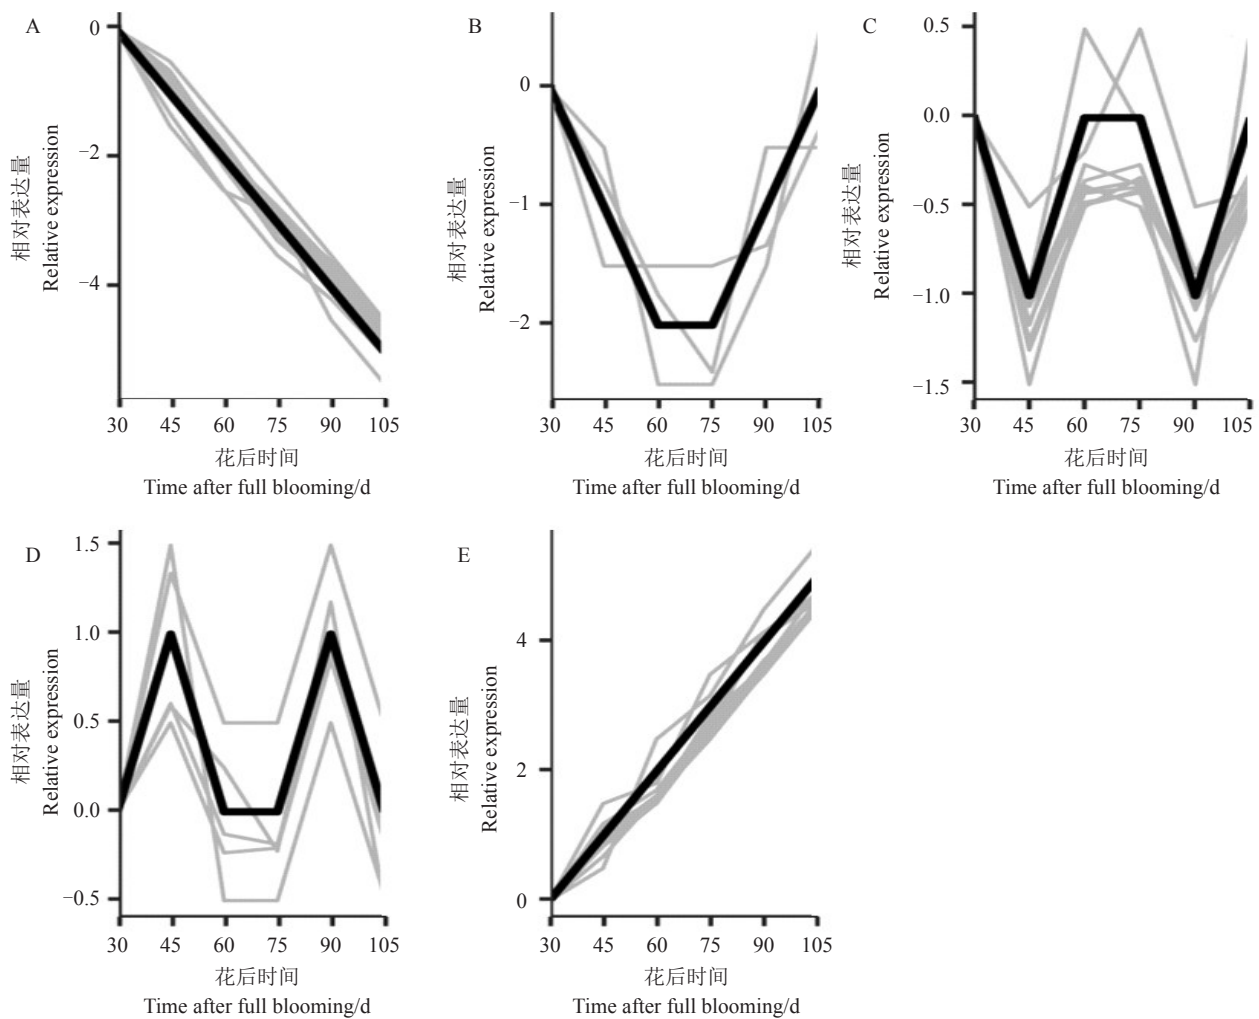 A
0
−2
−4
相对表达量
Relative expression
30 45 60 75 90 105
花后时间
Time after full blooming/d
B
0
−1
−2
相对表达量
Relative expression
30 45 60 75 90 105
花后时间
Time after full blooming/d
C
0.5
0.0
−0.5
−1.0
−1.5
相对表达量
Relative expression
30 45 60 75 90 105
花后时间
Time after full blooming/d
D
1.5
1.0
0.5
0.0
−0.5
相对表达量
Relative expression
30 45 60 75 90 105
花后时间
Time after full blooming/d
E
4
2
0
相对表达量
Relative expression
30 45 60 75 90 105
花后时间
Time after full blooming/d